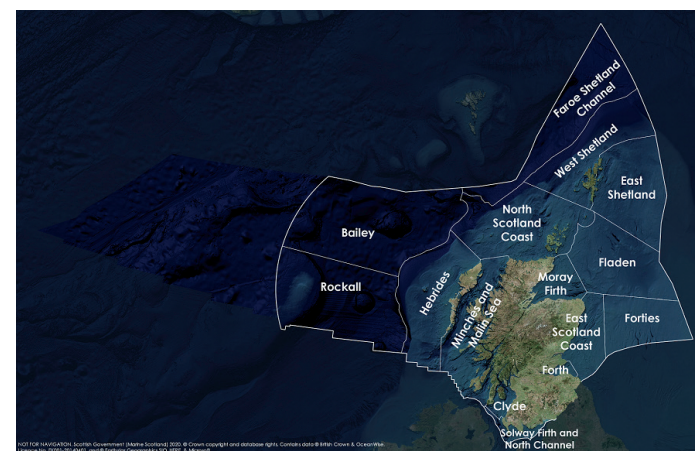 Faroe Shetland
Channel
West Shetland
East
Shetland
North
Scotland
Coast
Bailey
Fladen
Hebrides
Rockall
Minches and
Malin Sea
Moray
Firth
East
Scotland
Coast
Forties
Forth
Clyde
Solway Firth and
North Channel
NOT FOR NAVIGATION. Scottish Government (Marine Scotland) 2020. © Crown copyright and database rights. Contains data © British Crown & OceanWise.